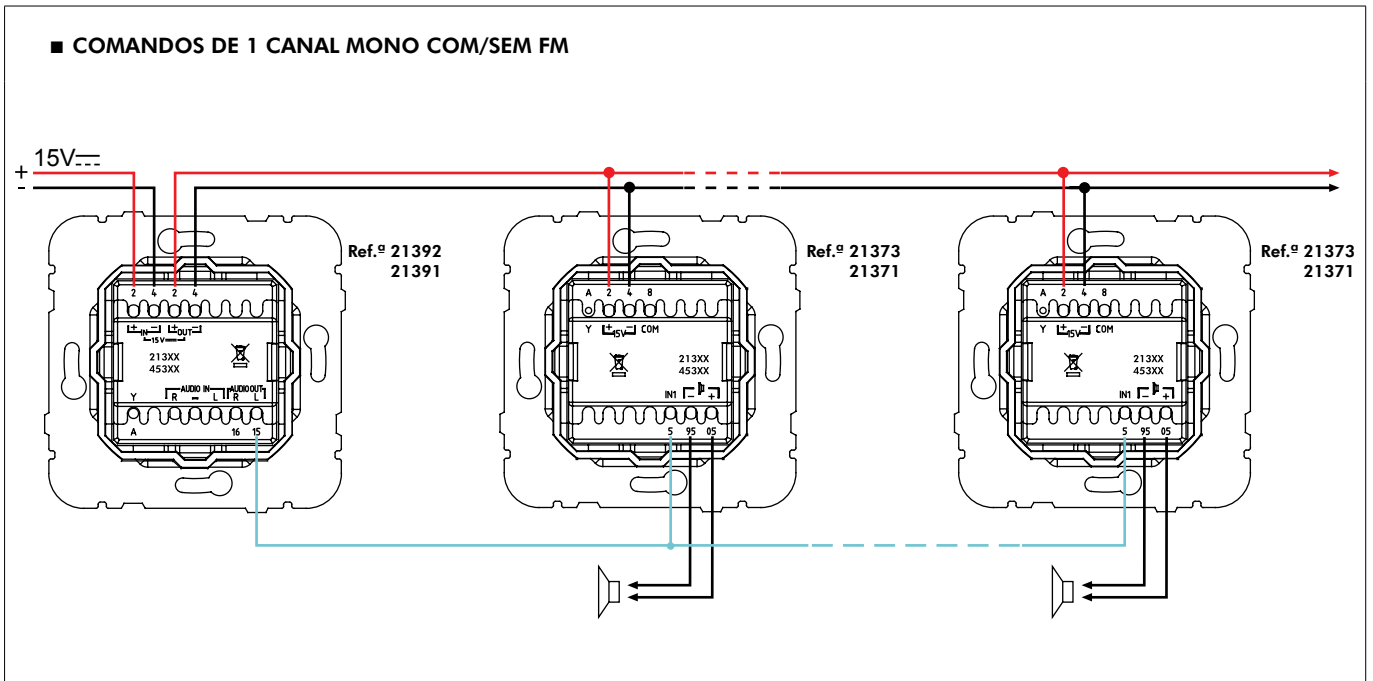 ■ COMANDOS DE 1 CANAL MONO COM/SEM FM
15V
+
-
Ref.ª 21392
21391
2 4 2 4
+ IN - + OUT -
15V
213XX
453XX
AUDIO IN AUDIO OUT
Y R L R L
A 16 15
Ref.ª 21373
21371
A 2 4 8
Y + 15V - COM
213XX
453XX
IN1 - +
5 95 05
Ref.ª 21373
21371
A 2 4 8
Y + 15V - COM
213XX
453XX
IN1 - +
5 95 05